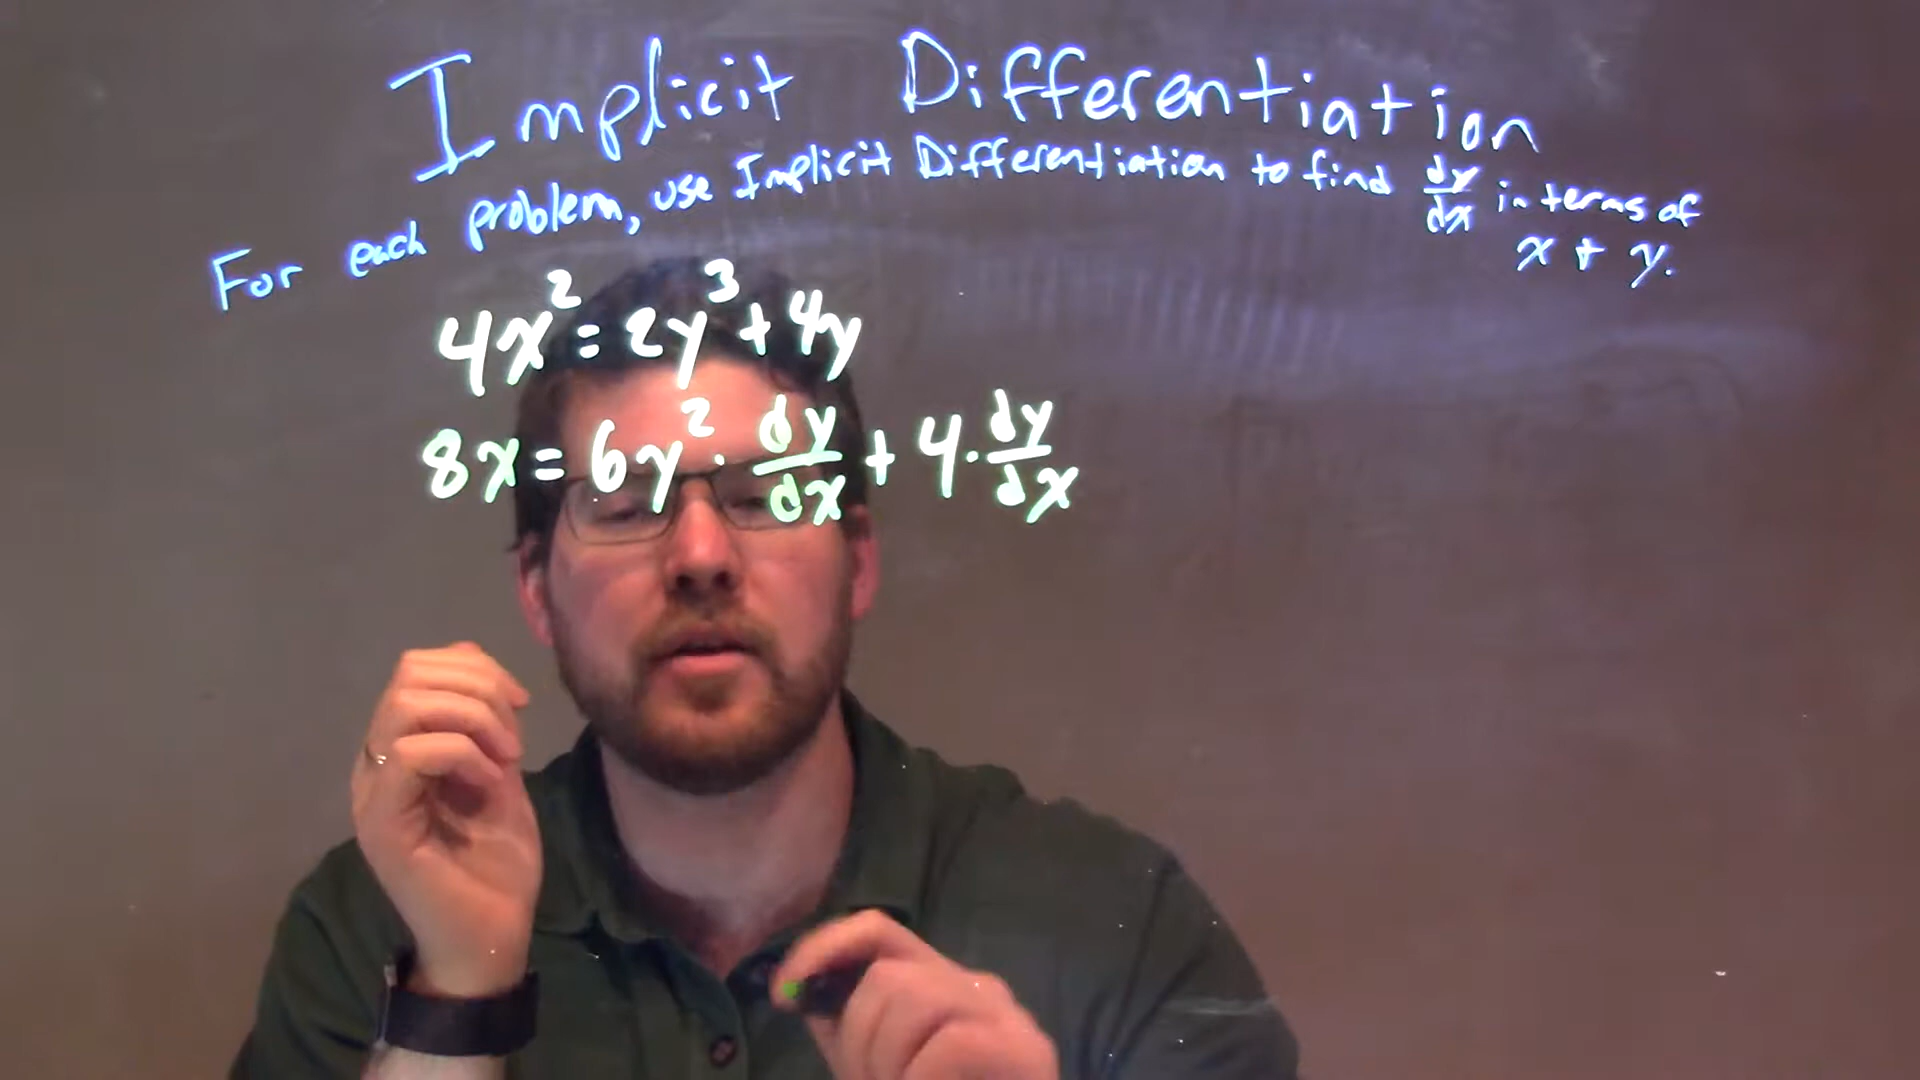 Implicit Differentiation
For each problem, use Implicit Differentiation to find dy/dx in terms of
x + y.
4x² = 2y³ + 4y
8x = 6y² · dy/dx + 4 · dy/dx